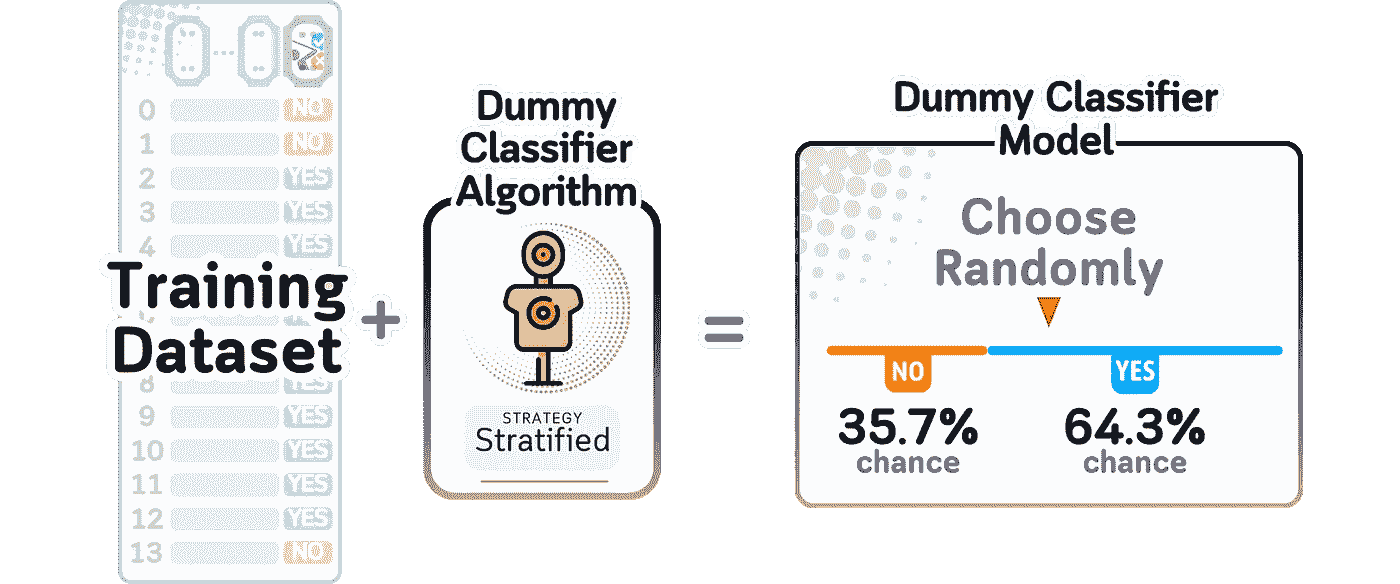 0 NO
1 NO
2 YES
3 YES
4 YES
Training
Dataset
8 YES
9 YES
10 YES
11 YES
12 YES
13 NO
+
Dummy
Classifier
Algorithm
STRATEGY
Stratified
=
Dummy Classifier
Model
Choose
Randomly
NO
YES
35.7%
chance
64.3%
chance